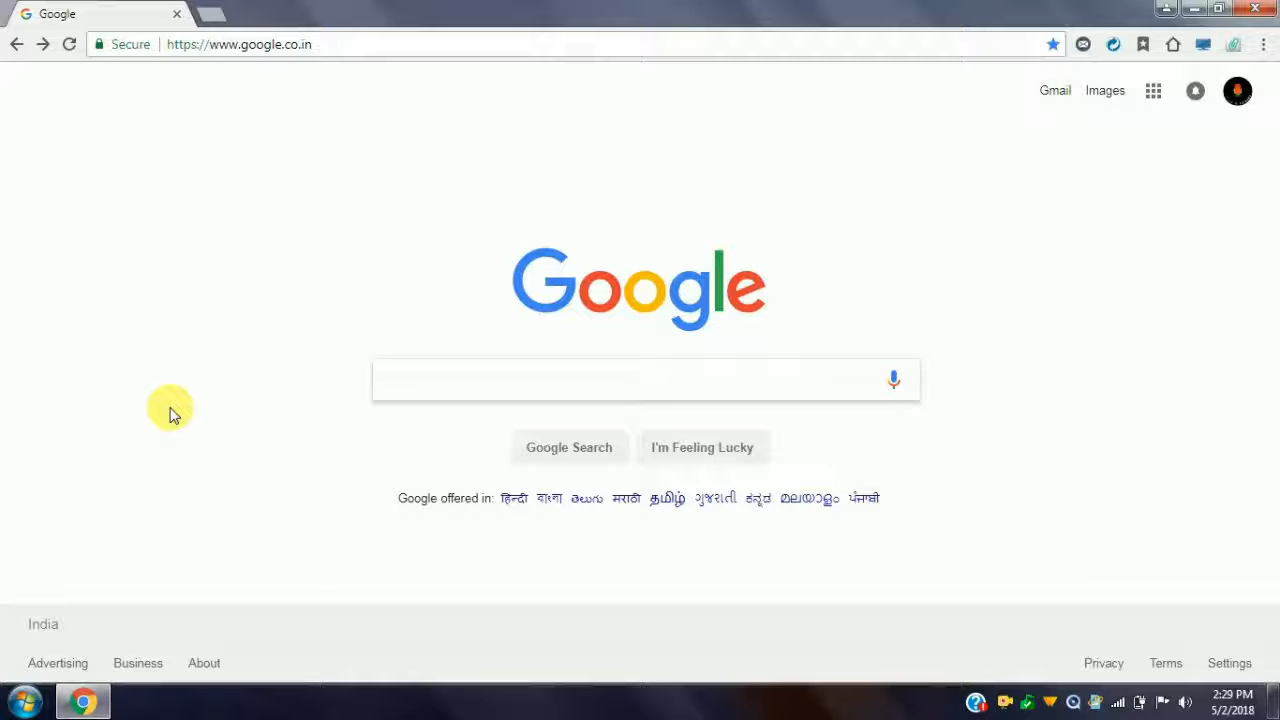 Google
Secure https://www.google.co.in
Gmail Images
Google
Google Search I'm Feeling Lucky
Google offered in: हिन्दी বাংলা తెలుగు मराठी தமிழ் ગુજરાતી ಕನ್ನಡ മലയാളം ਪੰਜਾਬੀ
India
Advertising Business About
Privacy Terms Settings
2:29 PM
5/2/2018